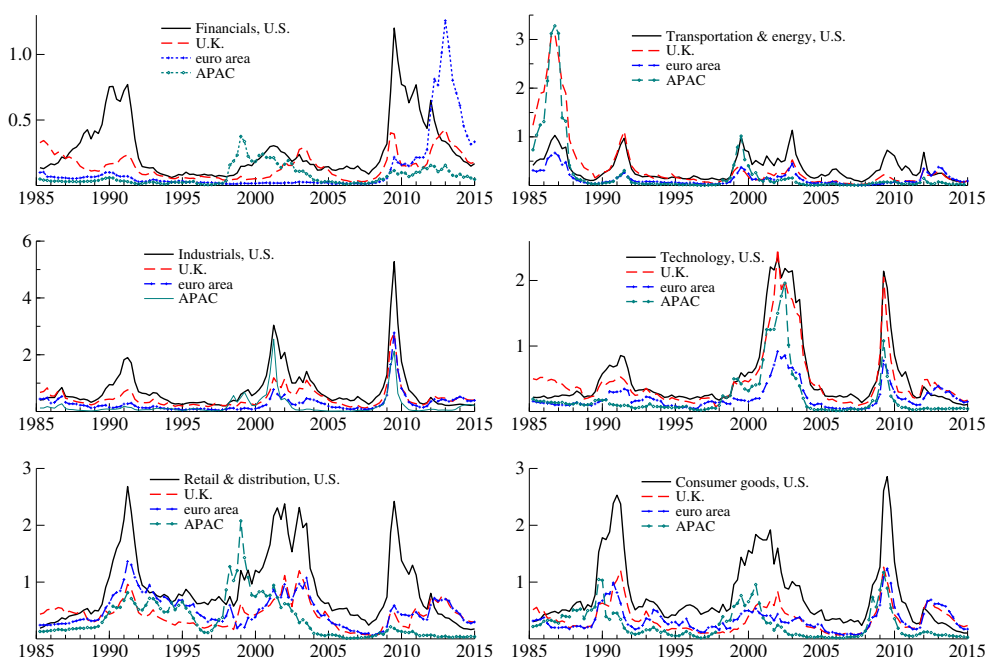 Financials, U.S.
U.K.
euro area
APAC
1.0
0.5
1985 1990 1995 2000 2005 2010 2015
Transportation & energy, U.S.
U.K.
euro area
APAC
3
2
1
1985 1990 1995 2000 2005 2010 2015
Industrials, U.S.
U.K.
euro area
APAC
6
4
2
1985 1990 1995 2000 2005 2010 2015
Technology, U.S.
U.K.
euro area
APAC
2
1
1985 1990 1995 2000 2005 2010 2015
Retail & distribution, U.S.
U.K.
euro area
APAC
3
2
1
1985 1990 1995 2000 2005 2010 2015
Consumer goods, U.S.
U.K.
euro area
APAC
3
2
1
1985 1990 1995 2000 2005 2010 2015